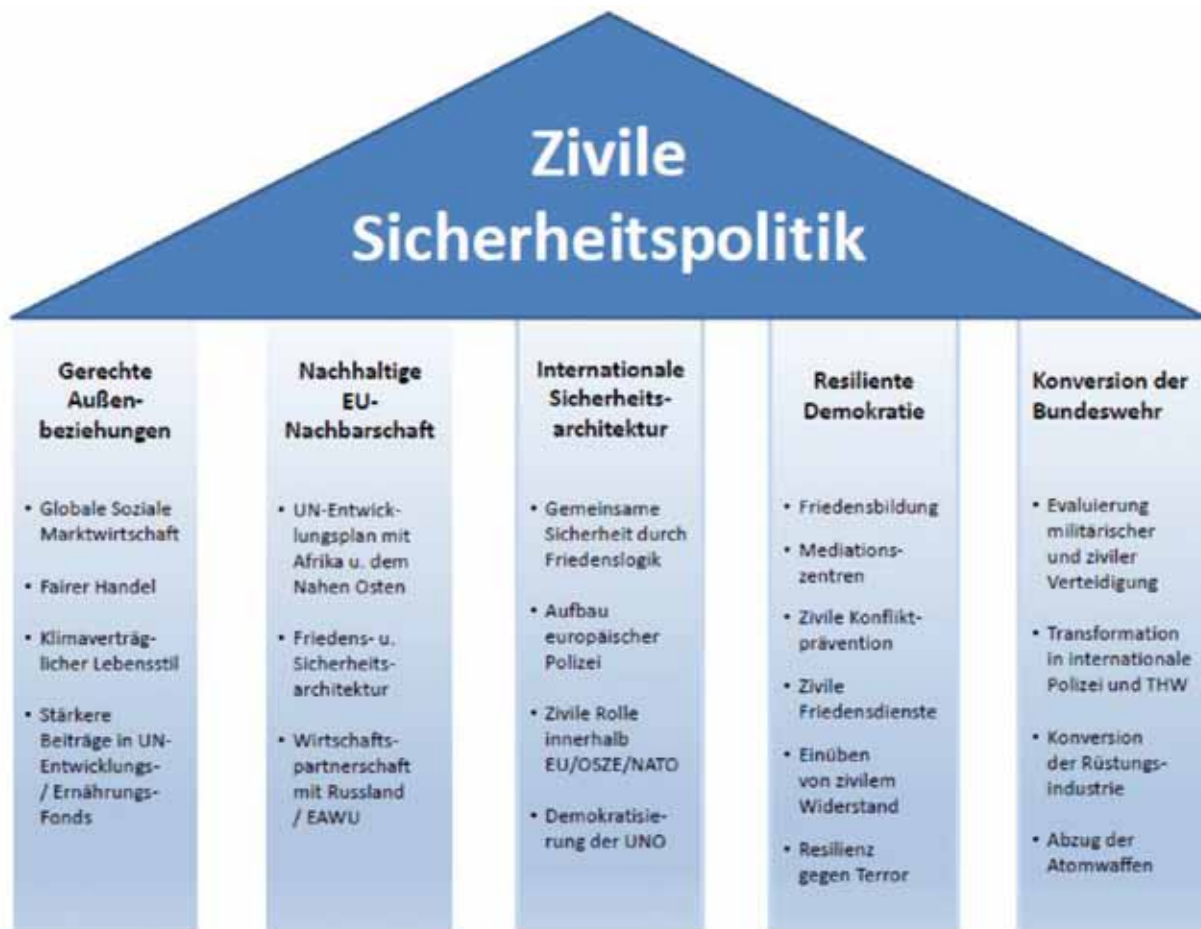 Zivile
Sicherheitspolitik
Gerechte
Außen-
beziehungen
• Globale Soziale
Marktwirtschaft
• Fairer Handel
• Klimaverträg-
licher Lebensstil
• Stärkere
Beiträge in UN-
Entwicklungs-
/ Ernährungs-
Fonds
Nachhaltige
EU-
Nachbarschaft
• UN-Entwick-
lungsplan mit
Afrika u. dem
Nahen Osten
• Friedens- u.
Sicherheits-
architektur
• Wirtschafts-
partnerschaft
mit Russland
/ EAWU
Internationale
Sicherheits-
architektur
• Gemeinsame
Sicherheit durch
Friedenslogik
• Aufbau
europäischer
Polizei
• Zivile Rolle
innerhalb
EU/OSZE/NATO
• Demokratisie-
rung der UNO
Resiliente
Demokratie
• Friedensbildung
• Mediations-
zentren
• Zivile Konflikt-
prävention
• Zivile
Friedensdienste
• Einüben
von zivilem
Widerstand
• Resilienz
gegen Terror
Konversion der
Bundeswehr
• Evaluierung
militärischer
und ziviler
Verteidigung
• Transformation
in internationale
Polizei und THW
• Konversion
der Rüstungs-
industrie
• Abzug der
Atomwaffen